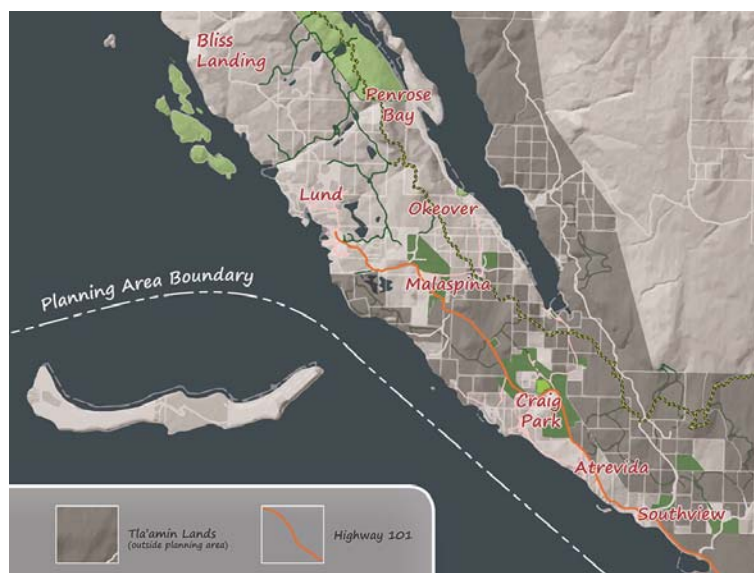 Bliss
Landing
Penrose
Bay
Lund
Okeover
Planning Area Boundary
Malaspina
Craig
Park
Atrevida
Southview
Tla'amin Lands
(outside planning area)
Highway 101